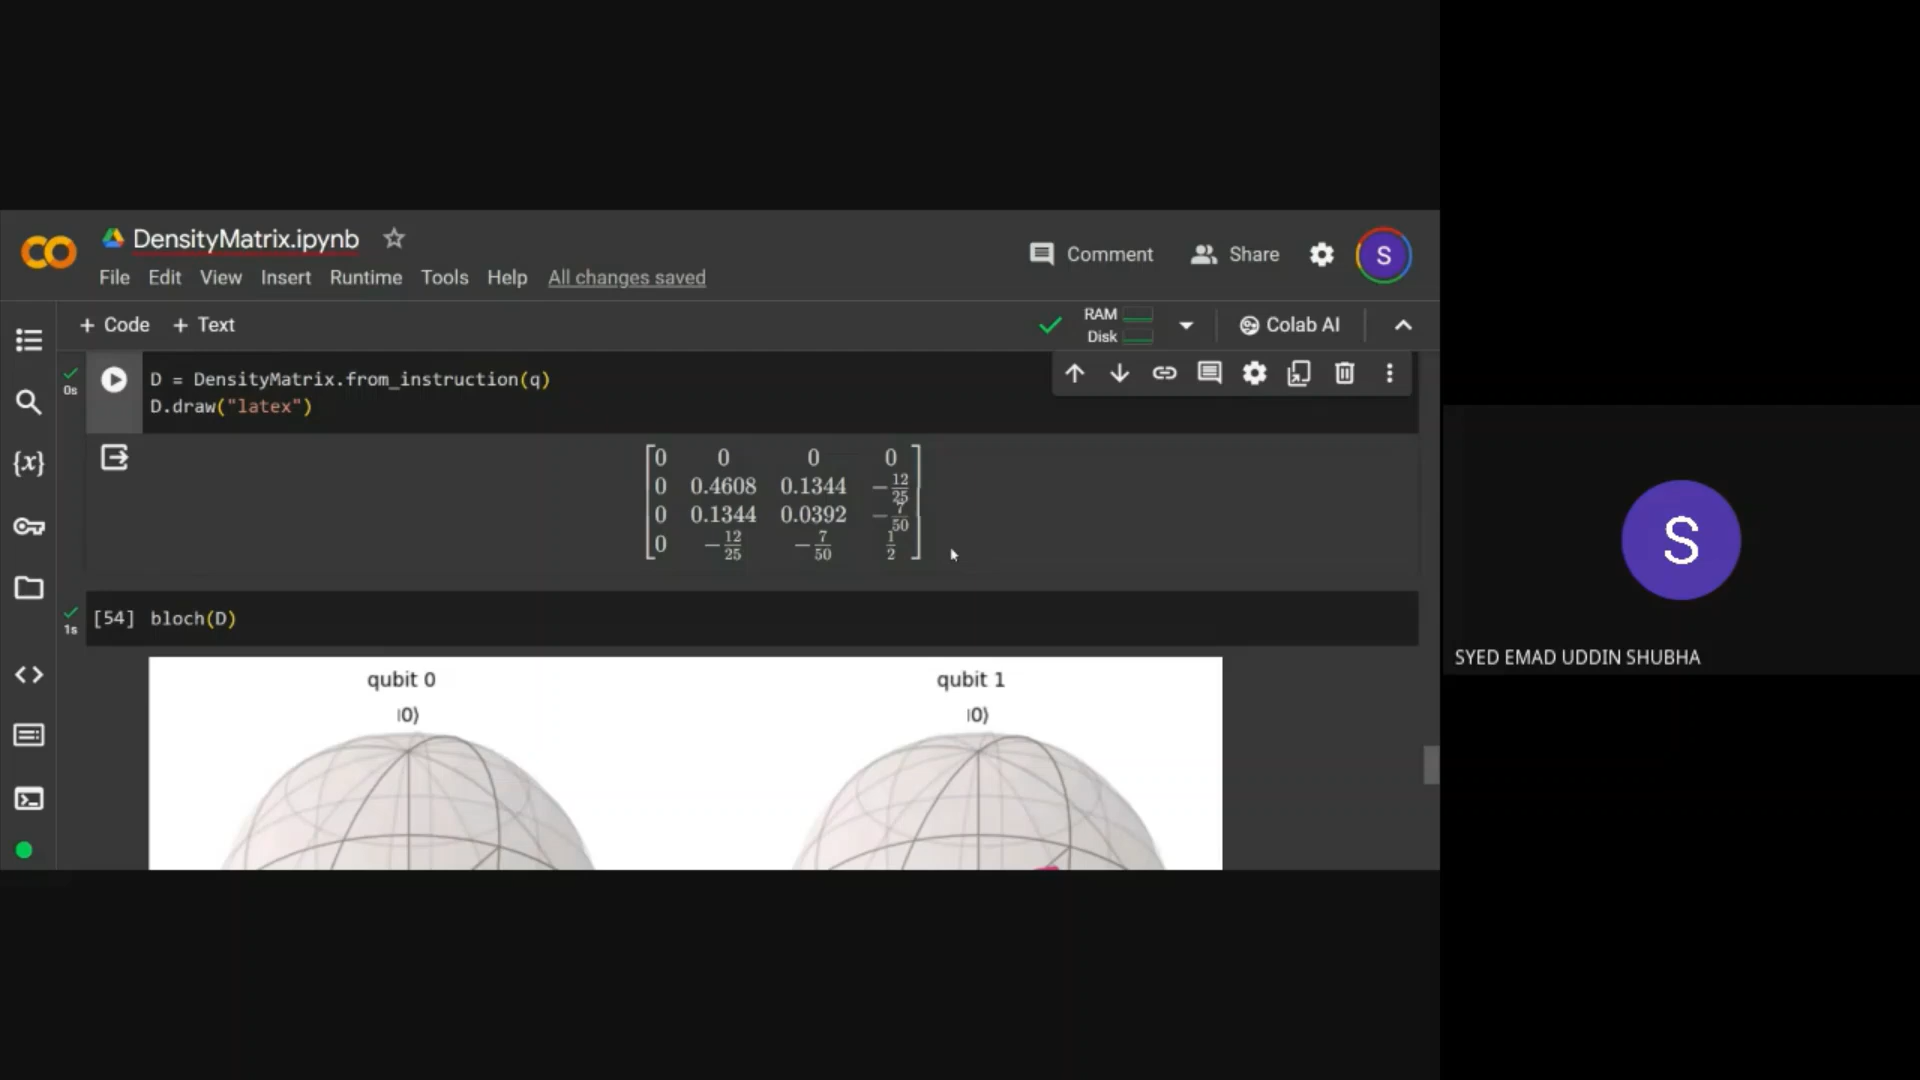 DensityMatrix.ipynb
File Edit View Insert Runtime Tools Help All changes saved
Comment Share S
+ Code + Text
RAM
Disk
Colab AI
{x}
0s
D = DensityMatrix.from_instruction(q)
D.draw("latex")
0 0 0 0
0 0.4608 0.1344 −12/25
0 0.1344 0.0392 −7/50
0 −12/25 −7/50 1/2
1s
[54] bloch(D)
qubit 0 qubit 1
|0⟩ |0⟩
S
SYED EMAD UDDIN SHUBHA